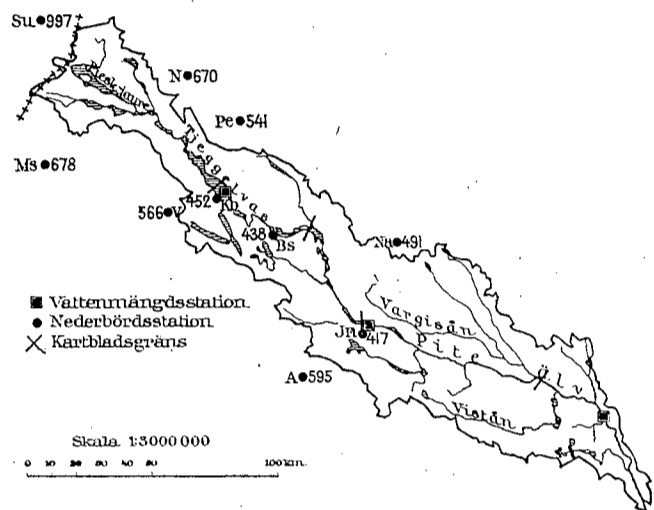 Su 997
N 670
Pe 541
Ms 678
Tjeggelvas
452
Kb
566 V
438
Bs
491
Vattenmängdsstation
Nederbördsstation
Kartbladsgräns
Vargisån
Jn 417
Pite älv
A 595
Vistån
Skala 1:3000000
100 km.